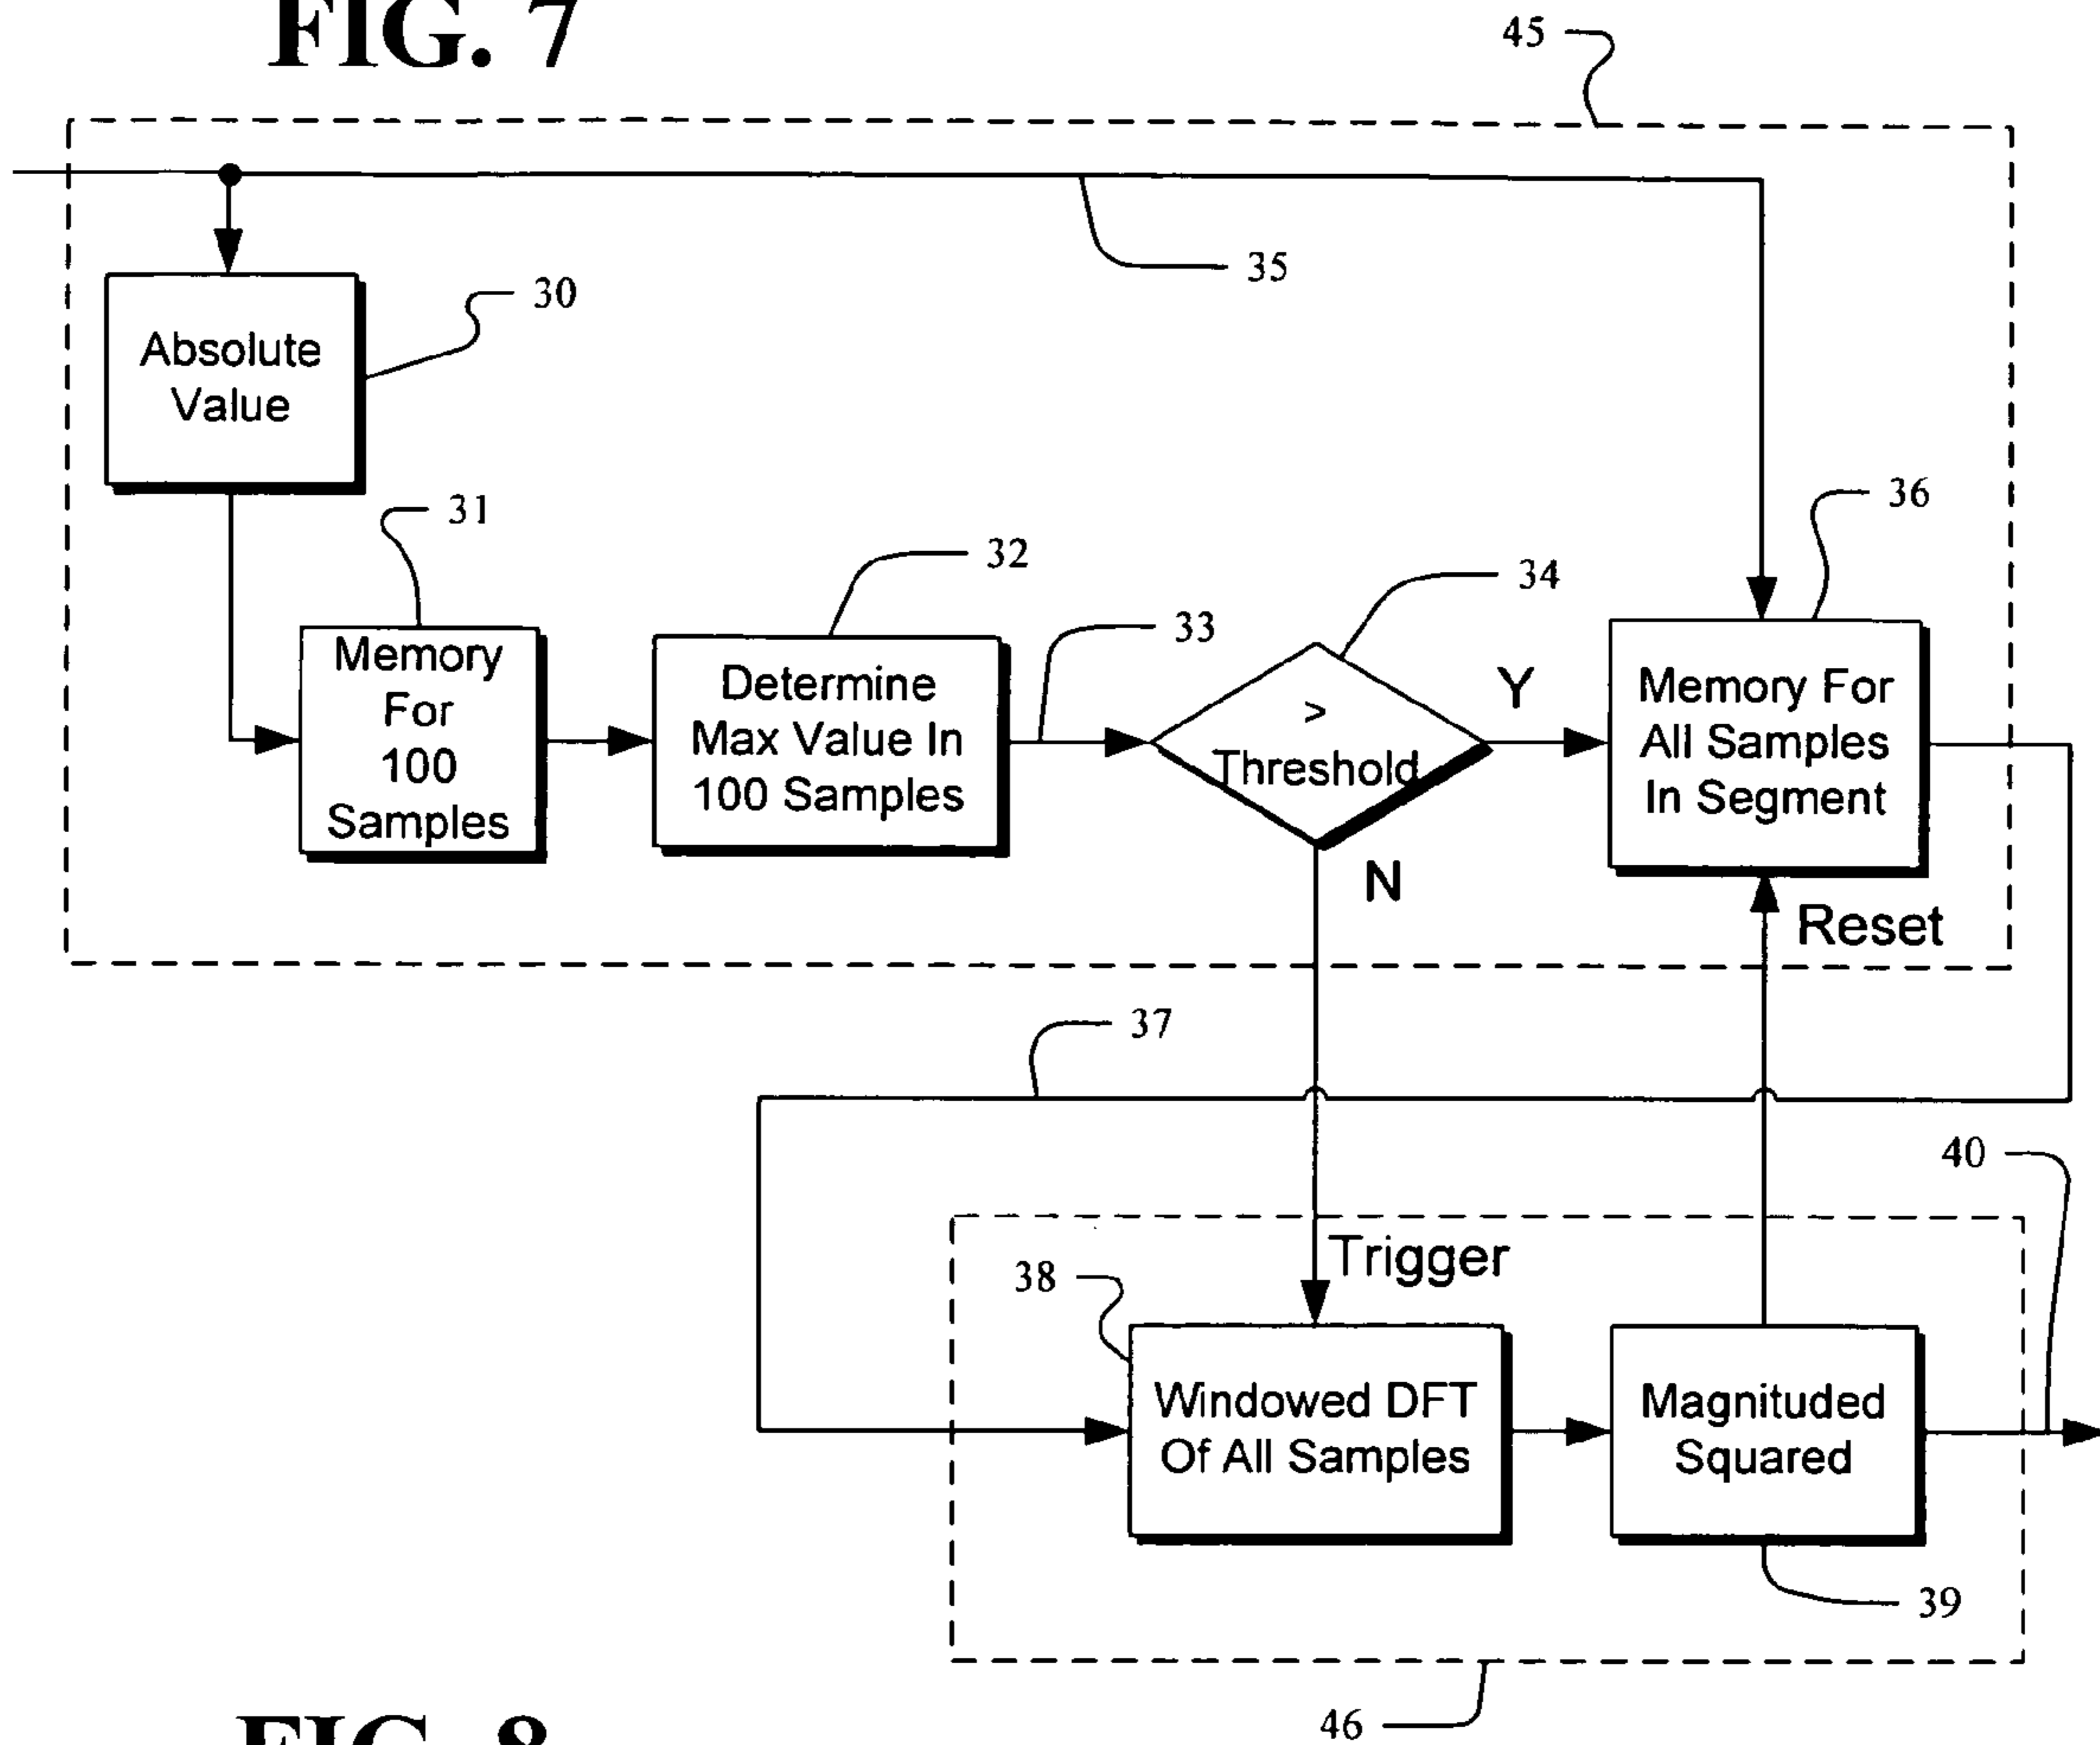 FIG. 7
45
35
30
Absolute
Value
31
32
33
34
36
Memory
For
100
Samples
Determine
Max Value In
100 Samples
>
Threshold
Y
N
Memory For
All Samples
In Segment
Reset
37
40
Trigger
38
Windowed DFT
Of All Samples
Magnituded
Squared
39
46
FIG. 8